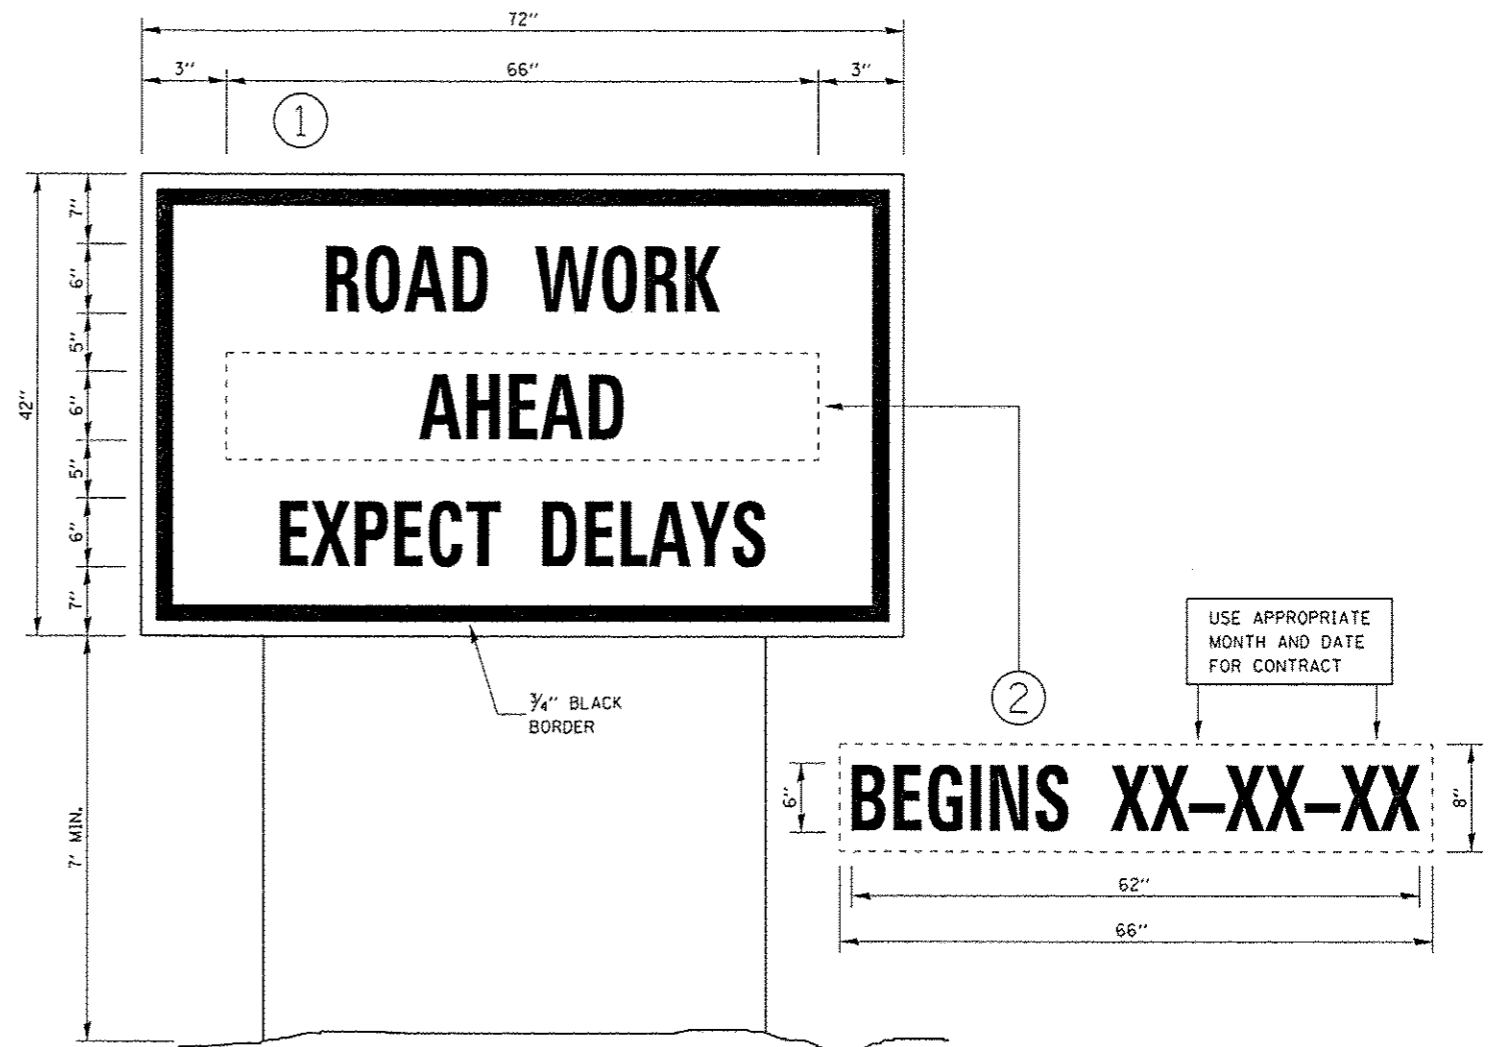 72"
3" 66" 3"
1
7"
6"
5"
6"
5"
6"
7"
42"
ROAD WORK
AHEAD
EXPECT DELAYS
3/4" BLACK
BORDER
7' MIN.
2
USE APPROPRIATE
MONTH AND DATE
FOR CONTRACT
6"
BEGINS XX-XX-XX
8"
62"
66"